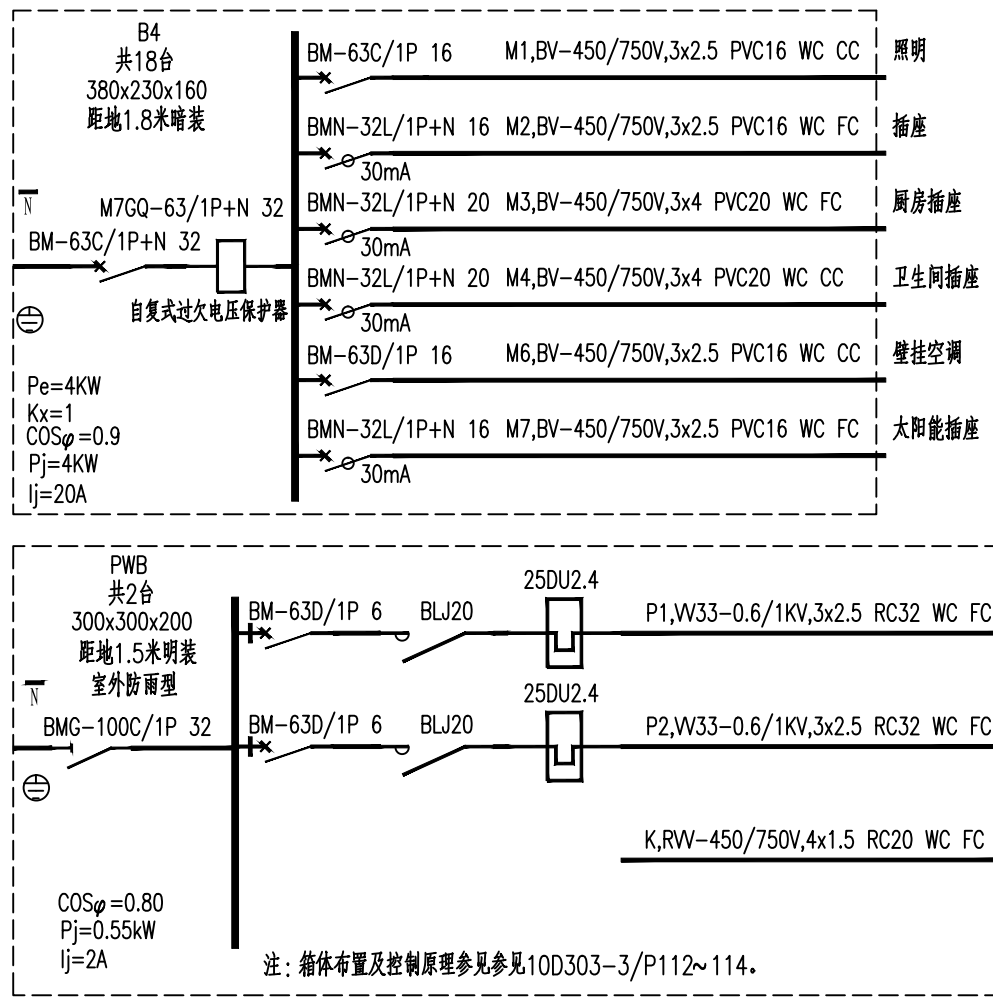 B4
共18台
380x230x160
距地1.8米暗装
N
M7GQ-63/1P+N 32
BM-63C/1P+N 32
自复式过欠电压保护器
Pe=4KW
Kx=1
COSφ=0.9
Pj=4KW
Ij=20A
BM-63C/1P 16 M1,BV-450/750V,3x2.5 PVC16 WC CC 照明
BMN-32L/1P+N 16 M2,BV-450/750V,3x2.5 PVC16 WC FC 插座
30mA
BMN-32L/1P+N 20 M3,BV-450/750V,3x4 PVC20 WC FC 厨房插座
30mA
BMN-32L/1P+N 20 M4,BV-450/750V,3x4 PVC20 WC CC 卫生间插座
30mA
BM-63D/1P 16 M6,BV-450/750V,3x2.5 PVC16 WC CC 壁挂空调
BMN-32L/1P+N 16 M7,BV-450/750V,3x2.5 PVC16 WC FC 太阳能插座
30mA
PWB
共2台
300x300x200
距地1.5米明装
室外防雨型
N
BMG-100C/1P 32
COSφ=0.80
Pj=0.55kW
Ij=2A
25DU2.4
BM-63D/1P 6 BLJ20 P1,VV33-0.6/1KV,3x2.5 RC32 WC FC
25DU2.4
BM-63D/1P 6 BLJ20 P2,VV33-0.6/1KV,3x2.5 RC32 WC FC
K,RVV-450/750V,4x1.5 RC20 WC FC
注：箱体布置及控制原理参见参见10D303-3/P112~114。